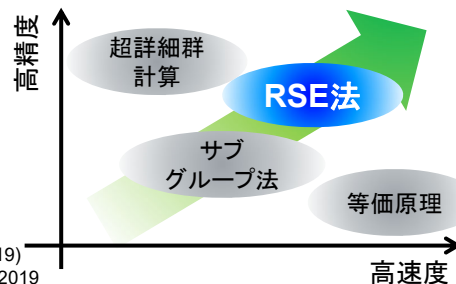 高精度
超詳細群
計算
RSE法
サブ
グループ法
等価原理
19)
2019
高速度